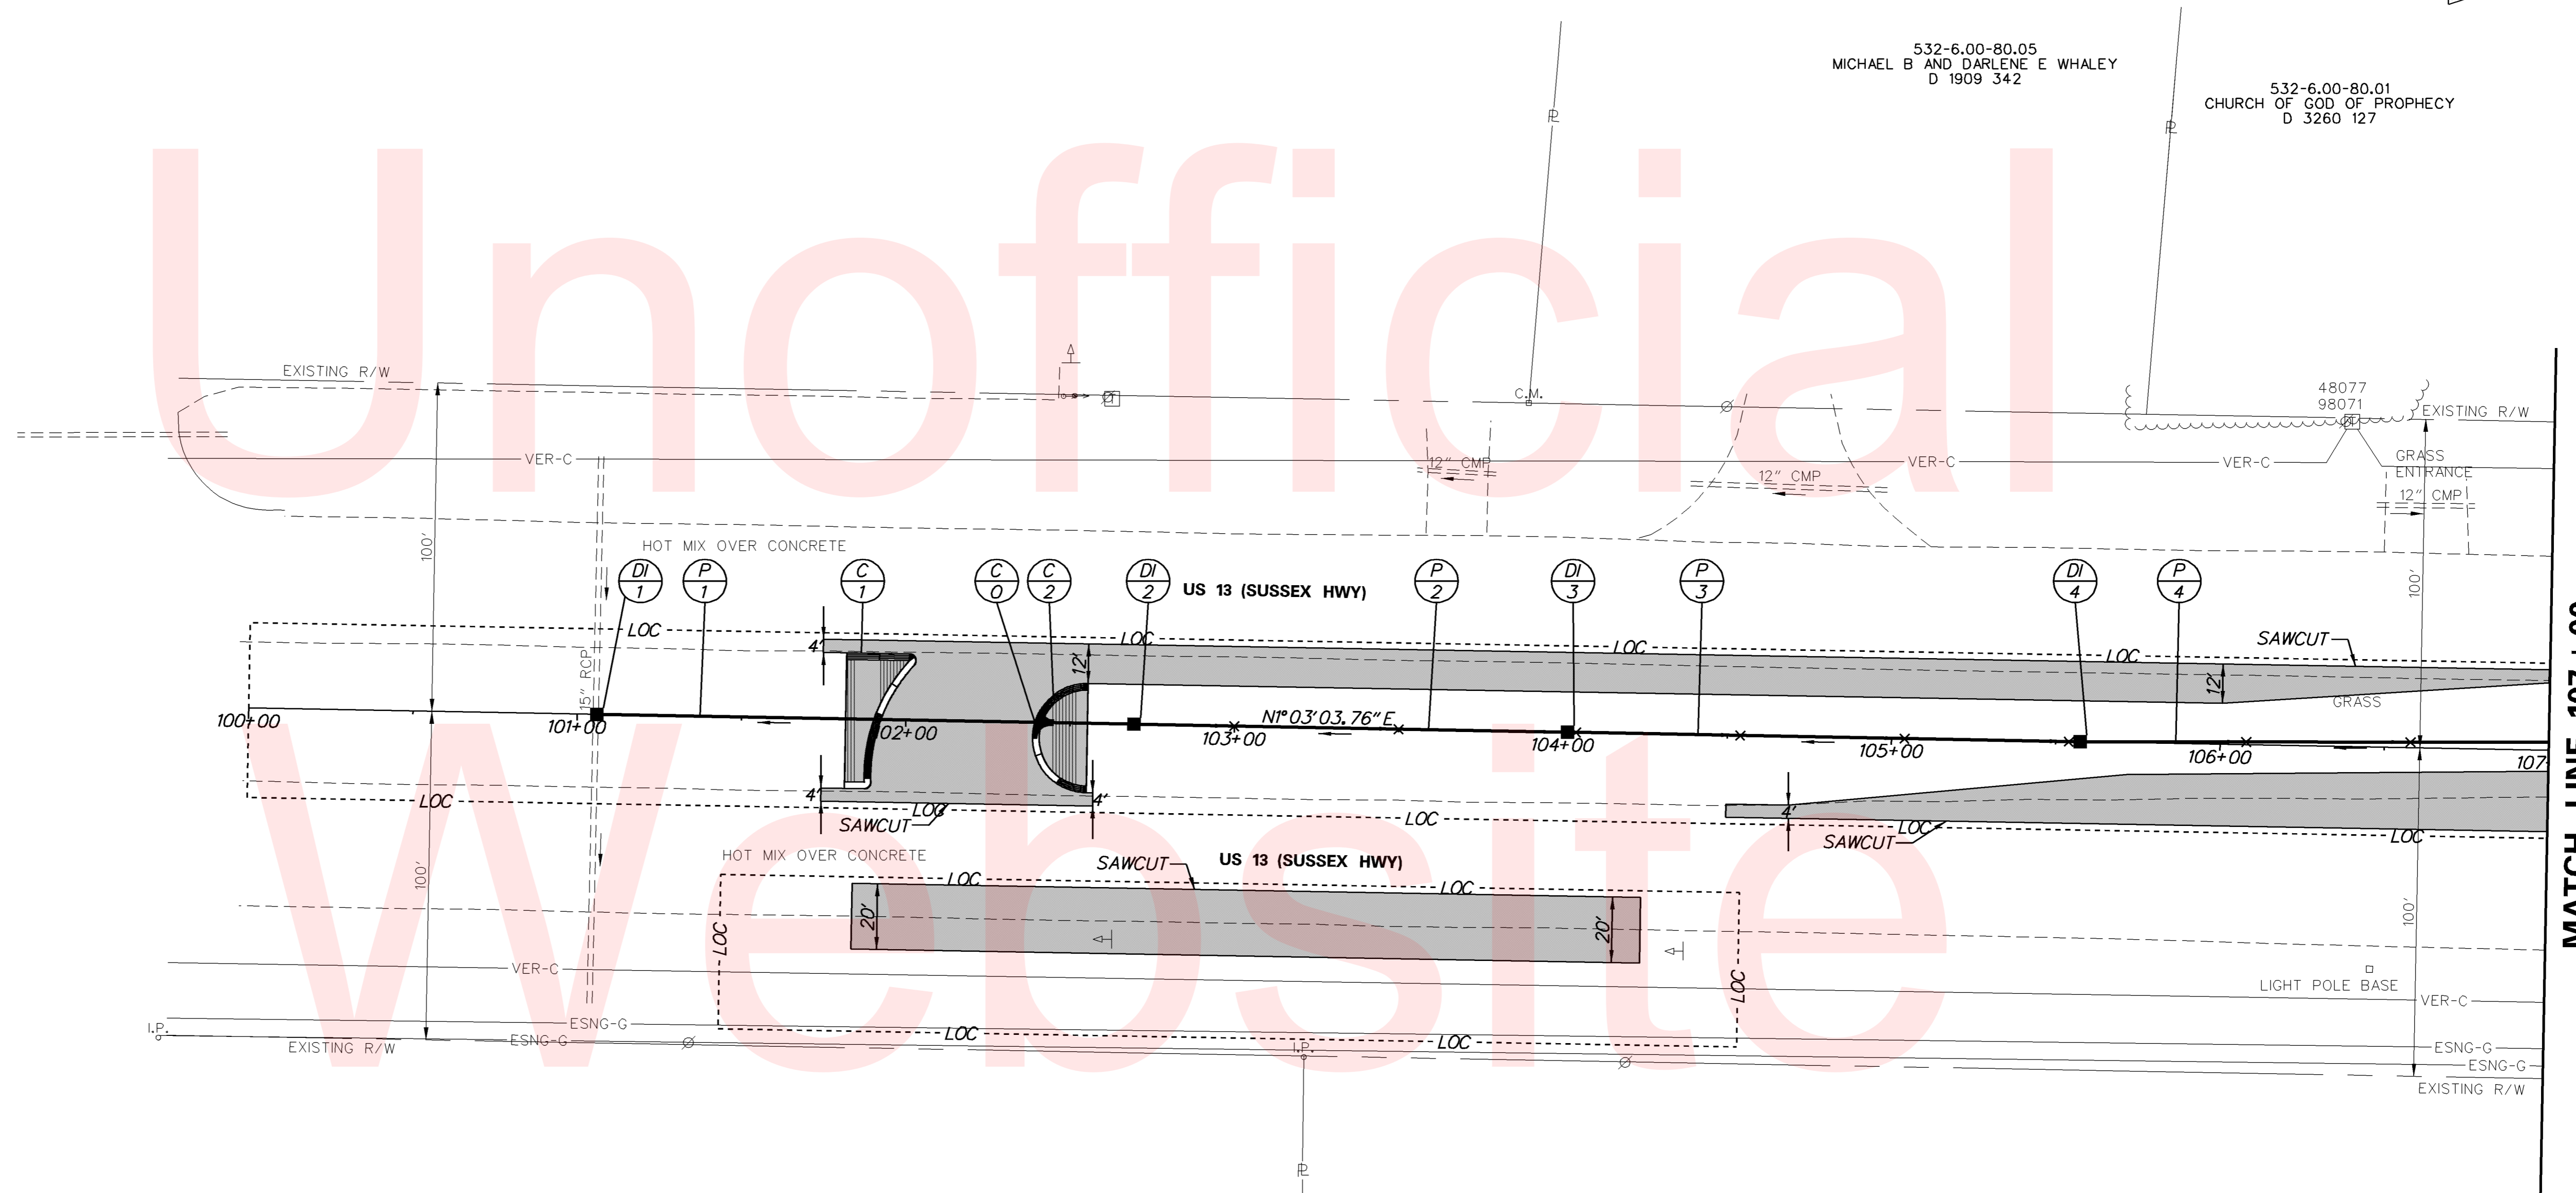 532-6.00-80.05
MICHAEL B AND DARLENE E WHALEY
D 1909 342
532-6.00-80.01
CHURCH OF GOD OF PROPHECY
D 3260 127
Unofficial
Website
EXISTING R/W
C.M.
48077
98071
EXISTING R/W
VER-C
12" CMP
12" CMP
VER-C
VER-C
GRASS
ENTRANCE
12" CMP
100'
HOT MIX OVER CONCRETE
DI
1
P
1
C
1
C
0
C
2
DI
2
US 13 (SUSSEX HWY)
P
2
DI
3
P
3
DI
4
P
4
100'
LOC
LOC
LOC
LOC
SAWCUT
4'
12'
12'
GRASS
15" RCP
100+00
101+00
102+00
103+00
N1°03'03.76"E
104+00
105+00
106+00
107
MATCH LINE 107+00
LOC
4'
4'
LOC
SAWCUT
LOC
4'
LOC
SAWCUT
LOC
HOT MIX OVER CONCRETE
SAWCUT
US 13 (SUSSEX HWY)
LOC
LOC
100'
20'
20'
100'
LOC
LOC
VER-C
LIGHT POLE BASE
VER-C
I.P.
ESNG-G
ESNG-G
EXISTING R/W
LOC
LOC
I.P.
ESNG-G
ESNG-G
EXISTING R/W
PL
PL
PL